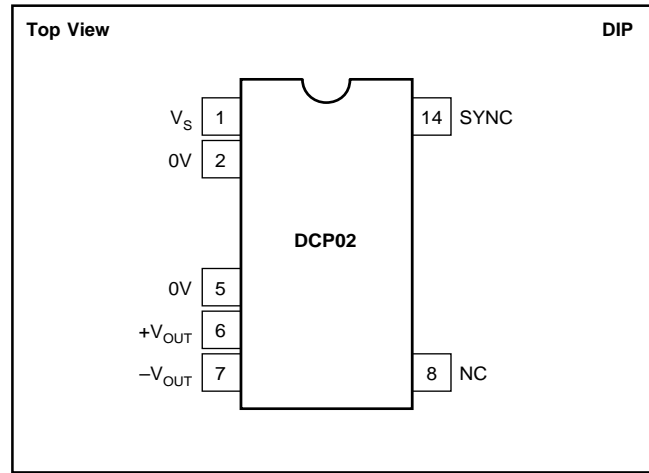 Top View DIP
V_S 1 14 SYNC
0V 2
DCP02
0V 5
+V_OUT 6
–V_OUT 7 8 NC